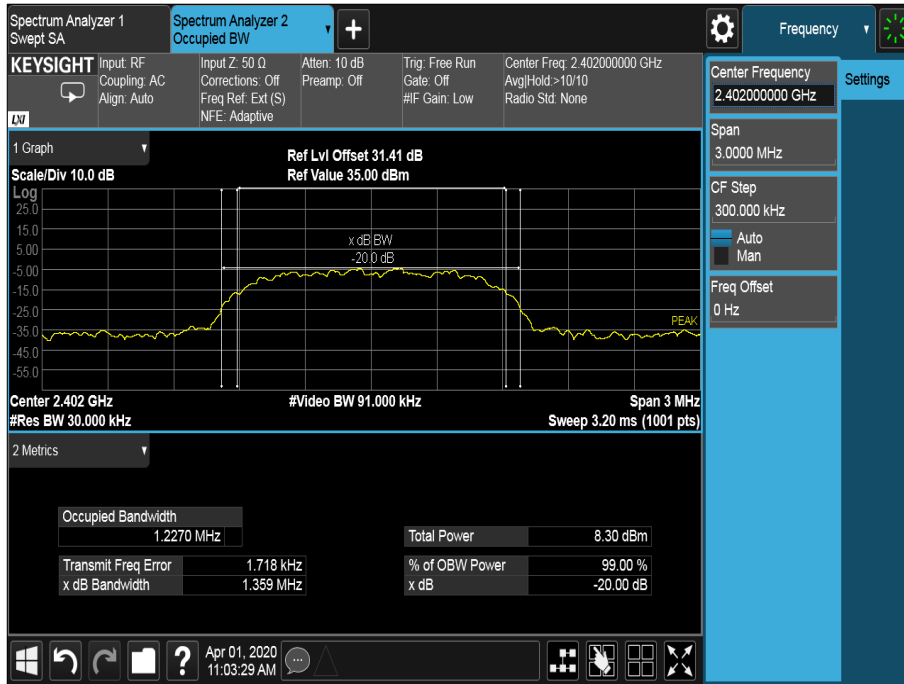 Spectrum Analyzer 1
Swept SA
Spectrum Analyzer 2
Occupied BW
Frequency
KEYSIGHT
LXI
Input: RF
Coupling: AC
Align: Auto
Input Z: 50 Ω
Corrections: Off
Freq Ref: Ext (S)
NFE: Adaptive
Atten: 10 dB
Preamp: Off
Trig: Free Run
Gate: Off
#IF Gain: Low
Center Freq: 2.402000000 GHz
Avg|Hold:>10/10
Radio Std: None
Center Frequency
2.402000000 GHz
Settings
Span
3.0000 MHz
CF Step
300.000 kHz
Auto
Man
Freq Offset
0 Hz
1 Graph
Scale/Div 10.0 dB
Ref Lvl Offset 31.41 dB
Ref Value 35.00 dBm
Log
25.0
15.0
5.00
-5.00
-15.0
-25.0
-35.0
-45.0
-55.0
x dB BW
-20.0 dB
PEAK
Center 2.402 GHz
#Video BW 91.000 kHz
Span 3 MHz
#Res BW 30.000 kHz
Sweep 3.20 ms (1001 pts)
2 Metrics
Occupied Bandwidth
1.2270 MHz
Total Power 8.30 dBm
Transmit Freq Error 1.718 kHz
% of OBW Power 99.00 %
x dB Bandwidth 1.359 MHz
x dB -20.00 dB
?
Apr 01, 2020
11:03:29 AM